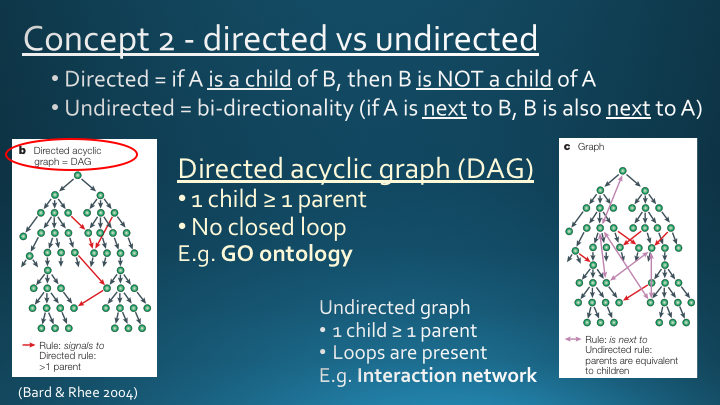 Concept 2 - directed vs undirected
• Directed = if A is a child of B, then B is NOT a child of A
• Undirected = bi-directionality (if A is next to B, B is also next to A)
b Directed acyclic
graph = DAG
Rule: signals to
Directed rule:
>1 parent
(Bard & Rhee 2004)
Directed acyclic graph (DAG)
• 1 child ≥ 1 parent
• No closed loop
E.g. GO ontology
Undirected graph
• 1 child ≥ 1 parent
• Loops are present
E.g. Interaction network
c Graph
Rule: is next to
Undirected rule:
parents are equivalent
to children